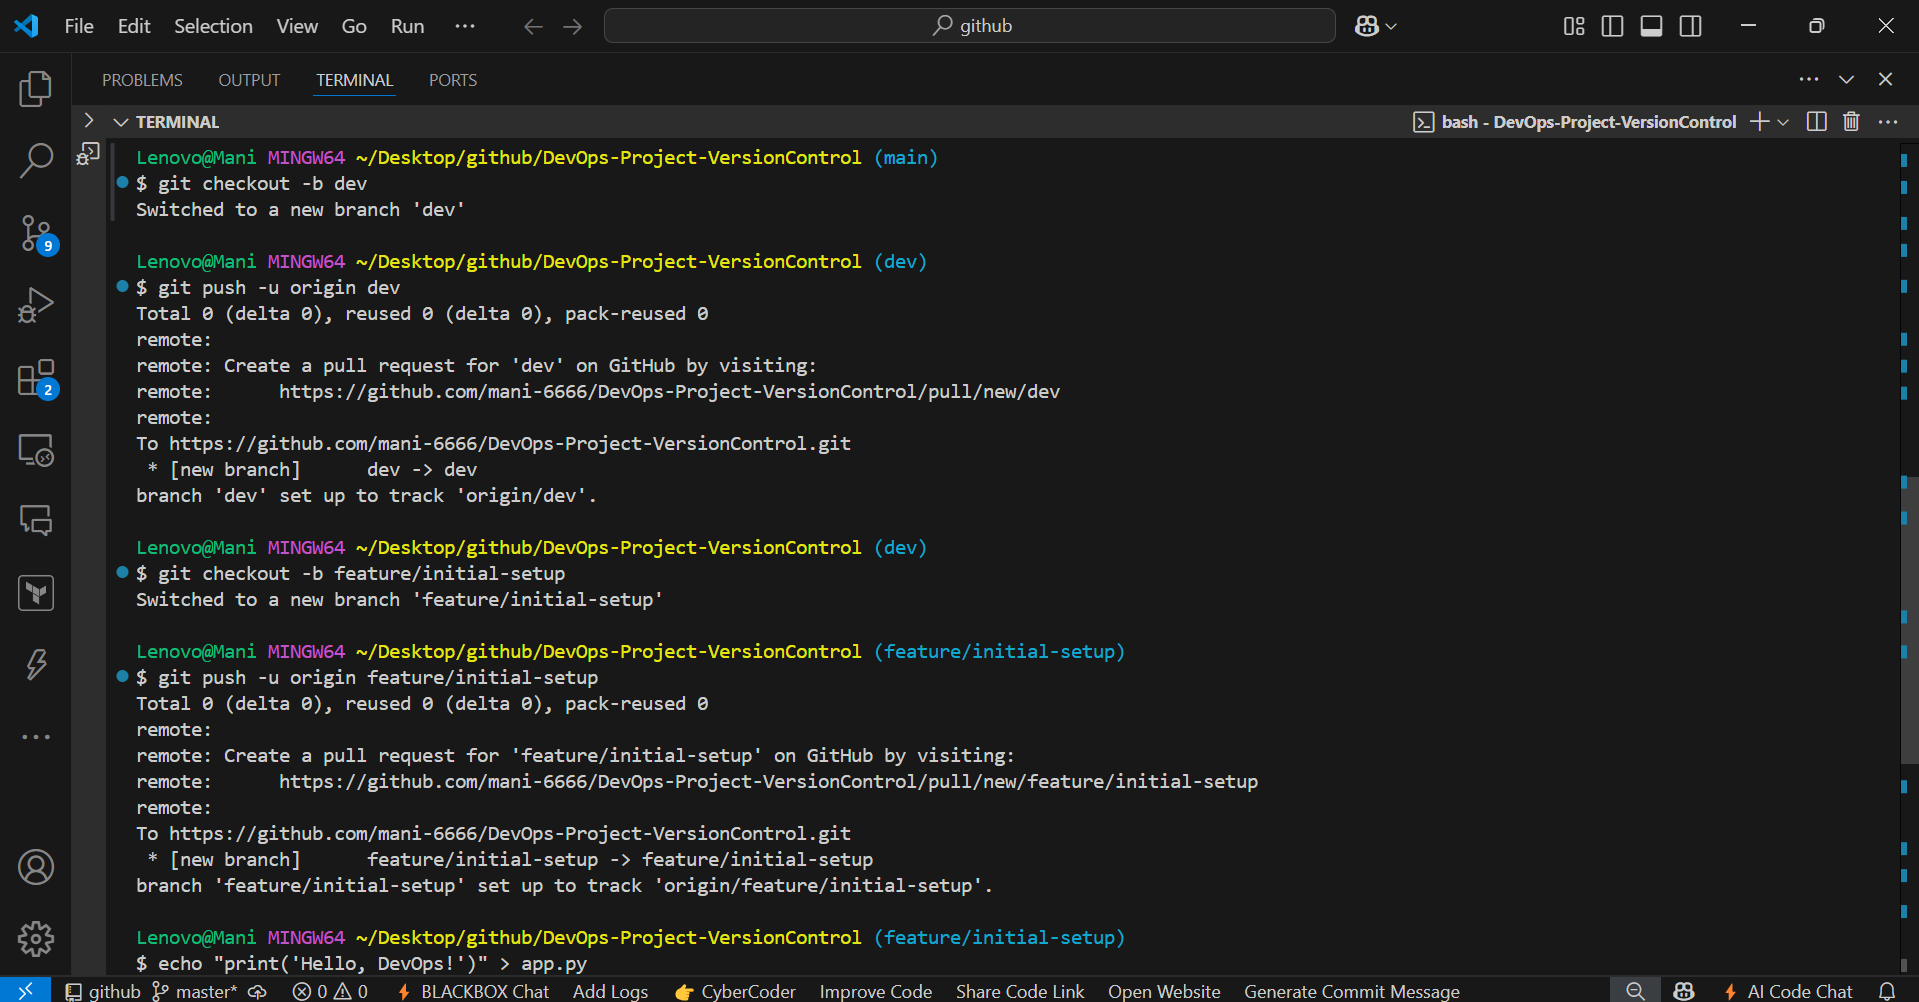 File Edit Selection View Go Run ··· github
PROBLEMS OUTPUT TERMINAL PORTS
TERMINAL bash - DevOps-Project-VersionControl
Lenovo@Mani MINGW64 ~/Desktop/github/DevOps-Project-VersionControl (main)
$ git checkout -b dev
Switched to a new branch 'dev'
Lenovo@Mani MINGW64 ~/Desktop/github/DevOps-Project-VersionControl (dev)
$ git push -u origin dev
Total 0 (delta 0), reused 0 (delta 0), pack-reused 0
remote:
remote: Create a pull request for 'dev' on GitHub by visiting:
remote:      https://github.com/mani-6666/DevOps-Project-VersionControl/pull/new/dev
remote:
To https://github.com/mani-6666/DevOps-Project-VersionControl.git
 * [new branch]      dev -> dev
branch 'dev' set up to track 'origin/dev'.
Lenovo@Mani MINGW64 ~/Desktop/github/DevOps-Project-VersionControl (dev)
$ git checkout -b feature/initial-setup
Switched to a new branch 'feature/initial-setup'
Lenovo@Mani MINGW64 ~/Desktop/github/DevOps-Project-VersionControl (feature/initial-setup)
$ git push -u origin feature/initial-setup
Total 0 (delta 0), reused 0 (delta 0), pack-reused 0
remote:
remote: Create a pull request for 'feature/initial-setup' on GitHub by visiting:
remote:      https://github.com/mani-6666/DevOps-Project-VersionControl/pull/new/feature/initial-setup
remote:
To https://github.com/mani-6666/DevOps-Project-VersionControl.git
 * [new branch]      feature/initial-setup -> feature/initial-setup
branch 'feature/initial-setup' set up to track 'origin/feature/initial-setup'.
Lenovo@Mani MINGW64 ~/Desktop/github/DevOps-Project-VersionControl (feature/initial-setup)
$ echo "print('Hello, DevOps!')" > app.py
9
2
github master* 0 0 BLACKBOX Chat Add Logs 👉 CyberCoder Improve Code Share Code Link Open Website Generate Commit Message AI Code Chat